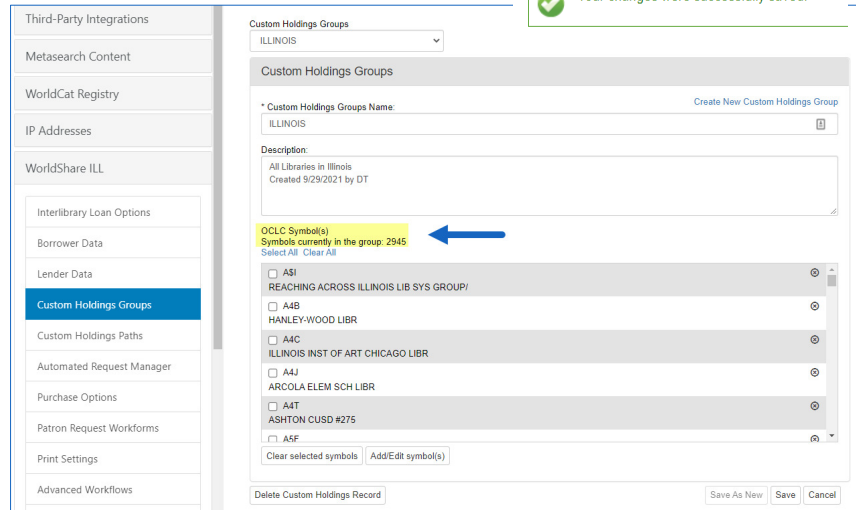 Third-Party Integrations
Metasearch Content
WorldCat Registry
IP Addresses
WorldShare ILL
Interlibrary Loan Options
Borrower Data
Lender Data
Custom Holdings Groups
Custom Holdings Paths
Automated Request Manager
Purchase Options
Patron Request Workforms
Print Settings
Advanced Workflows
Your changes were successfully saved.
Custom Holdings Groups
ILLINOIS
Custom Holdings Groups
Create New Custom Holdings Group
* Custom Holdings Groups Name:
ILLINOIS
Description:
All Libraries in Illinois
Created 9/29/2021 by DT
OCLC Symbol(s)
Symbols currently in the group: 2945
Select All Clear All
A$I
REACHING ACROSS ILLINOIS LIB SYS GROUP/
A4B
HANLEY-WOOD LIBR
A4C
ILLINOIS INST OF ART CHICAGO LIBR
A4J
ARCOLA ELEM SCH LIBR
A4T
ASHTON CUSD #275
Clear selected symbols Add/Edit symbol(s)
Delete Custom Holdings Record Save As New Save Cancel